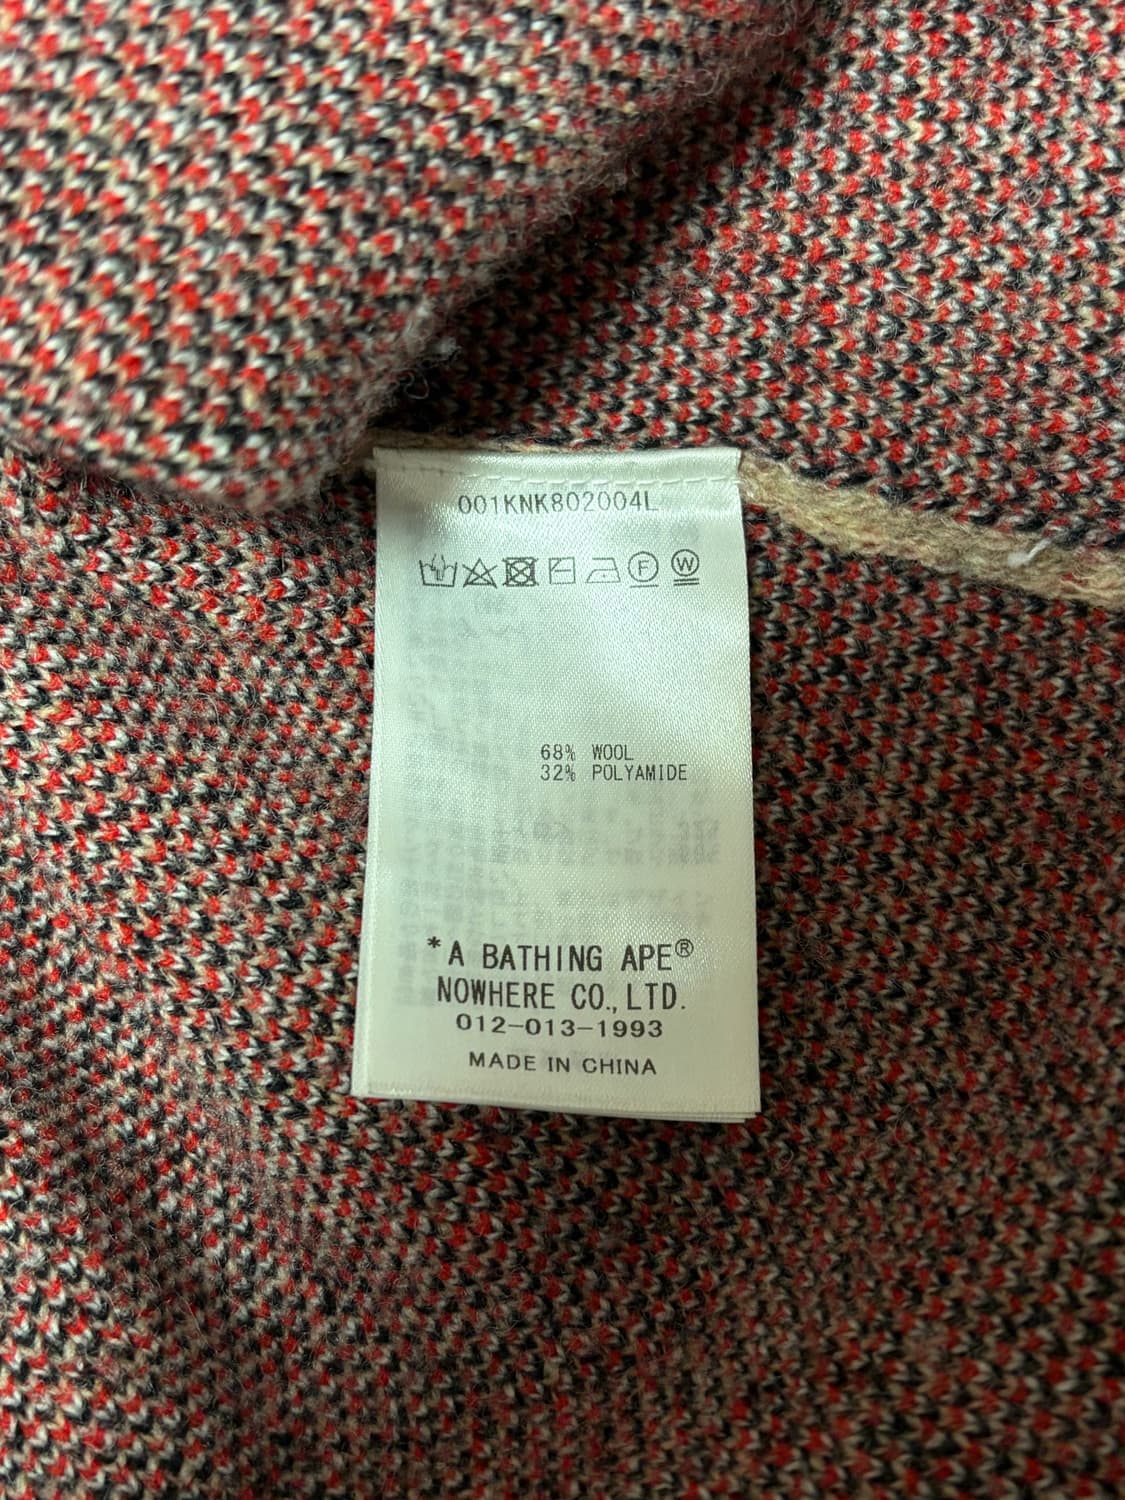 001KNK802004L
F W
68% WOOL
32% POLYAMIDE
*A BATHING APE®
NOWHERE CO., LTD.
012-013-1993
MADE IN CHINA